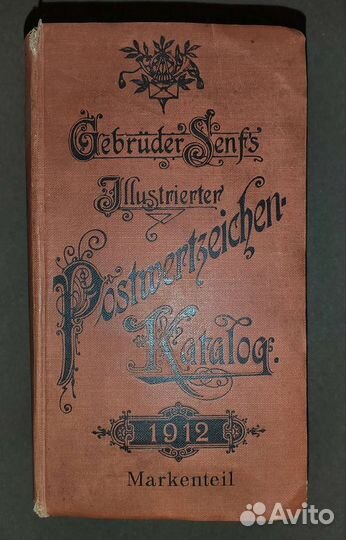 Gebrüder Senf's
Illustrierter
Postwertzeichen-
Katalog.
1912
Markenteil
Avito